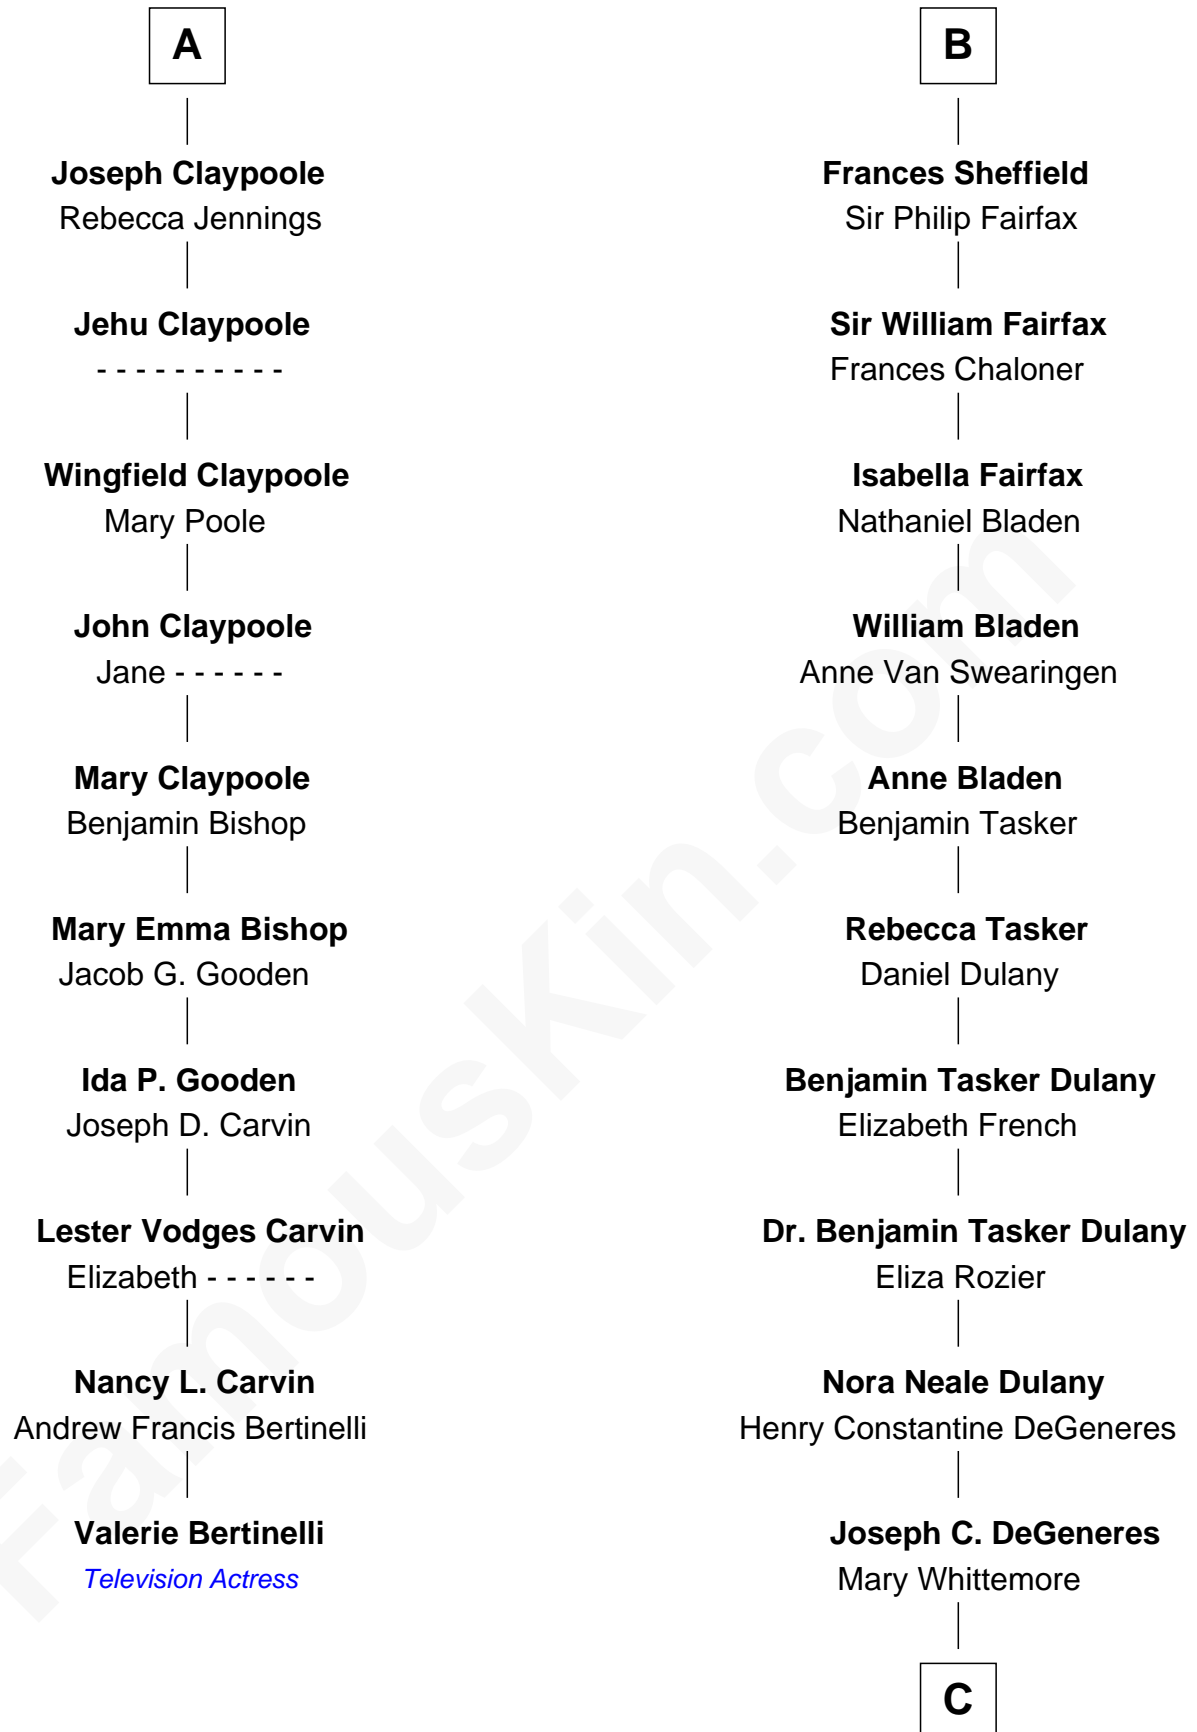 A
Joseph Claypoole
Rebecca Jennings
Jehu Claypoole
- - - - - - - - - -
Wingfield Claypoole
Mary Poole
John Claypoole
Jane - - - - - -
Mary Claypoole
Benjamin Bishop
Mary Emma Bishop
Jacob G. Gooden
Ida P. Gooden
Joseph D. Carvin
Lester Vodges Carvin
Elizabeth - - - - - -
Nancy L. Carvin
Andrew Francis Bertinelli
Valerie Bertinelli
Television Actress
B
Frances Sheffield
Sir Philip Fairfax
Sir William Fairfax
Frances Chaloner
Isabella Fairfax
Nathaniel Bladen
William Bladen
Anne Van Swearingen
Anne Bladen
Benjamin Tasker
Rebecca Tasker
Daniel Dulany
Benjamin Tasker Dulany
Elizabeth French
Dr. Benjamin Tasker Dulany
Eliza Rozier
Nora Neale Dulany
Henry Constantine DeGeneres
Joseph C. DeGeneres
Mary Whittemore
C
FamousKin.com